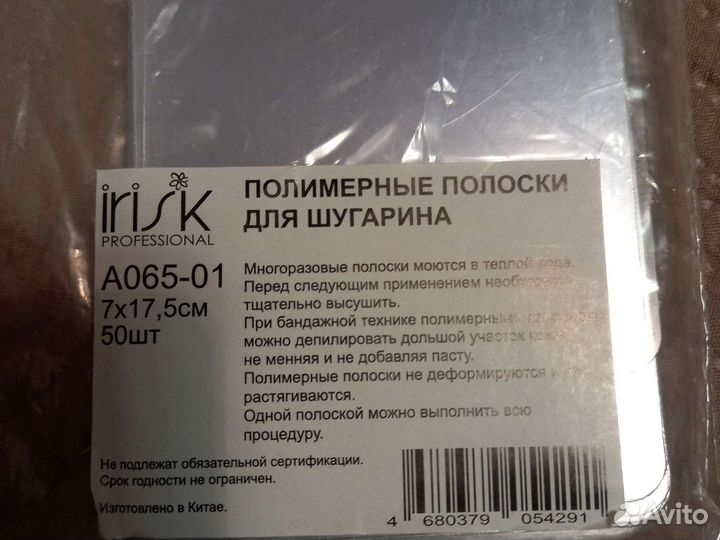 irisk
PROFESSIONAL
ПОЛИМЕРНЫЕ ПОЛОСКИ
ДЛЯ ШУГАРИНА
A065-01
7x17,5см
50шт
Многоразовые полоски моются в теплой воде.
Перед следующим применением
тщательно высушить.
При бандажной технике
можно депилировать дольшой участок
не меняя и не добавляя пасту.
Полимерные полоски не деформируются и
растягиваются.
Одной полоской можно выполнить всю
процедуру.
Не подлежат обязательной сертификации.
Срок годности не ограничен.
Изготовлено в Китае.
4 680379 054291
Avito